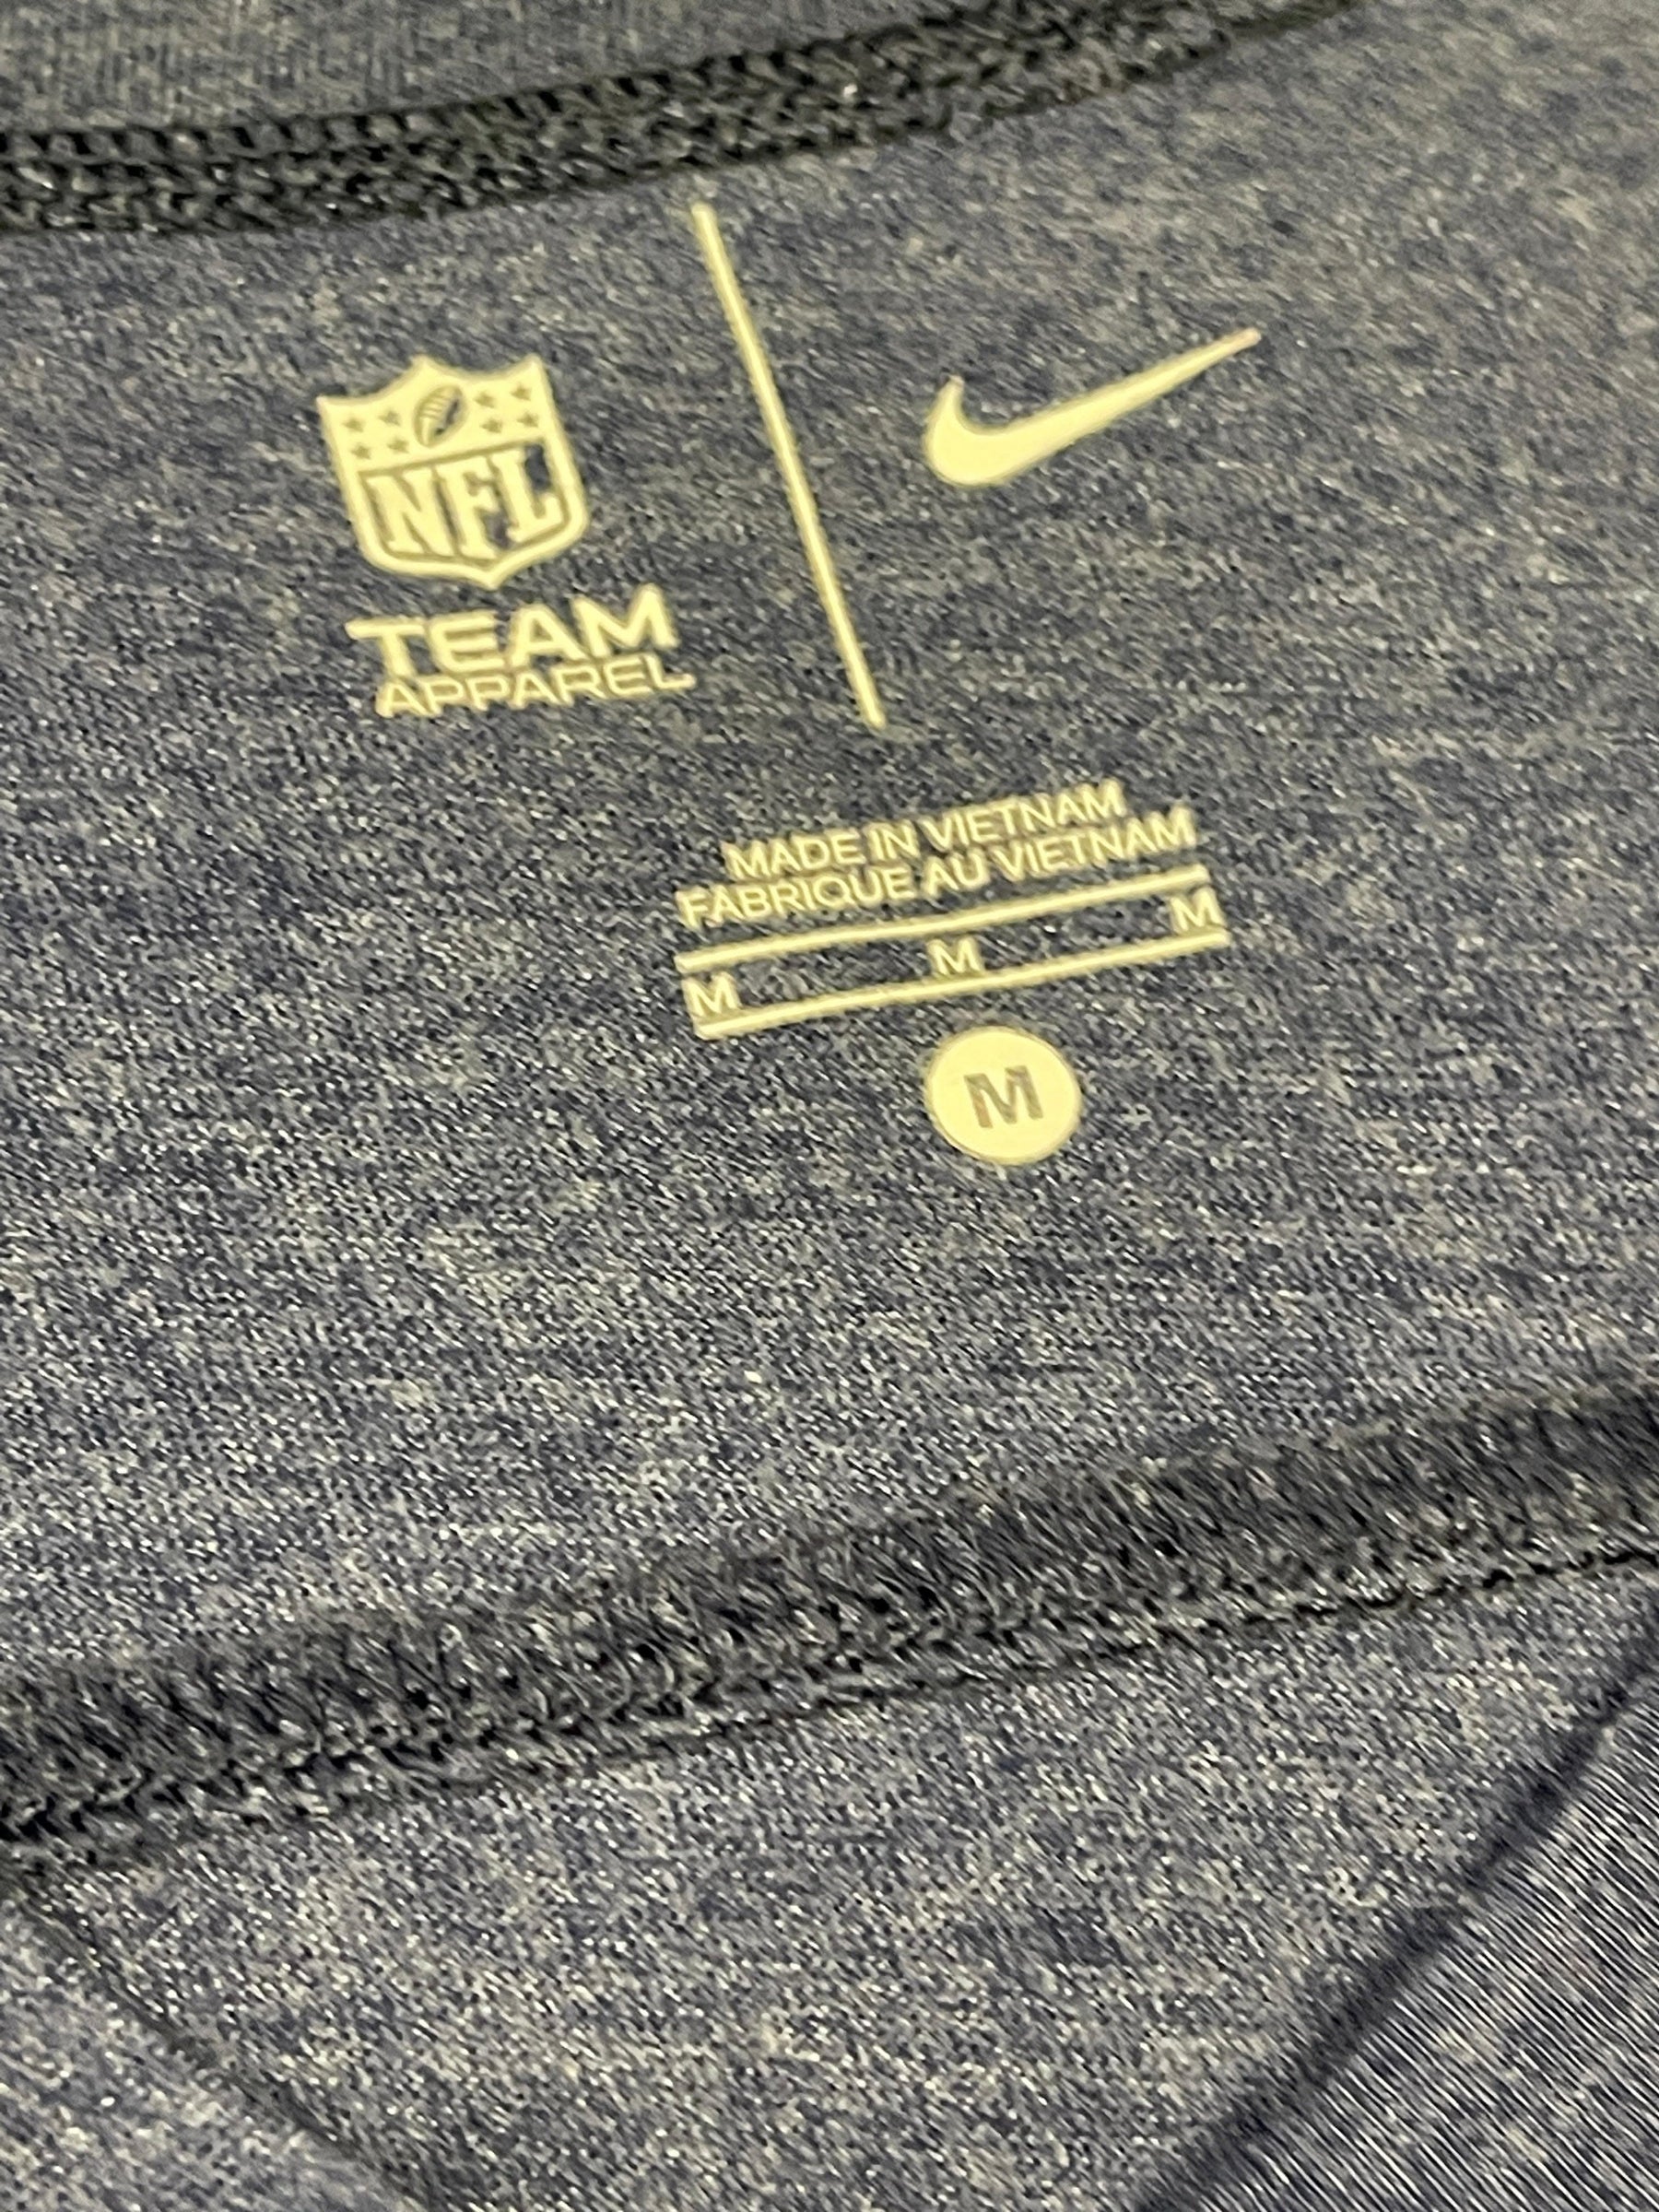 NFL
TEAM
APPAREL
MADE IN VIETNAM
FABRIQUE AU VIETNAM
M M M
M